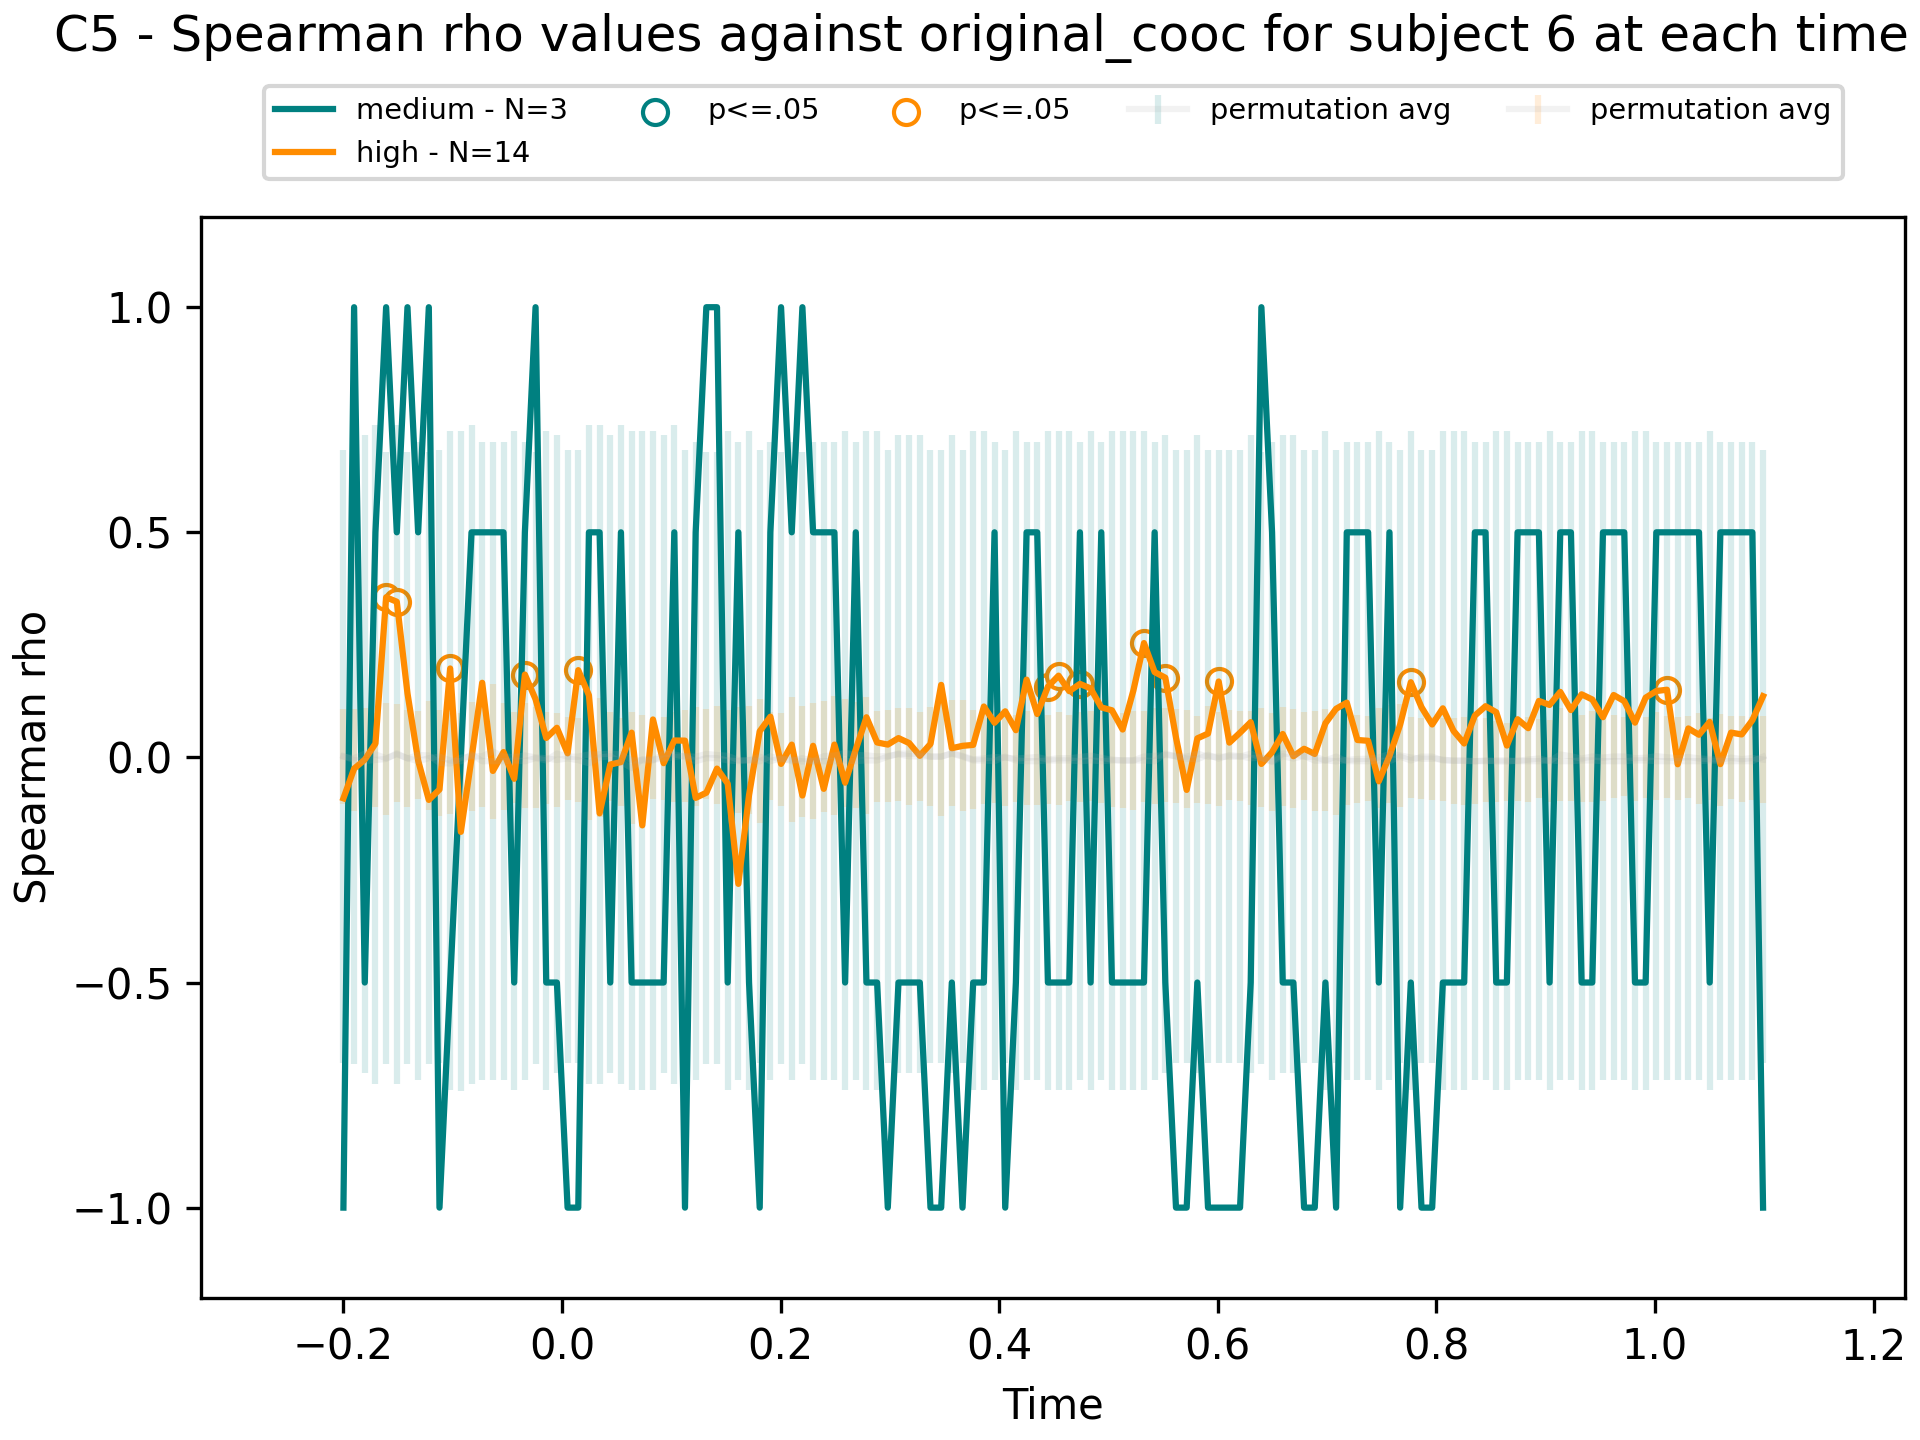 C5 - Spearman rho values against original_cooc for subject 6 at each time
medium - N=3
high - N=14
p<=.05
p<=.05
permutation avg
permutation avg
Spearman rho
1.0
0.5
0.0
−0.5
−1.0
−0.2 0.0 0.2 0.4 0.6 0.8 1.0 1.2
Time